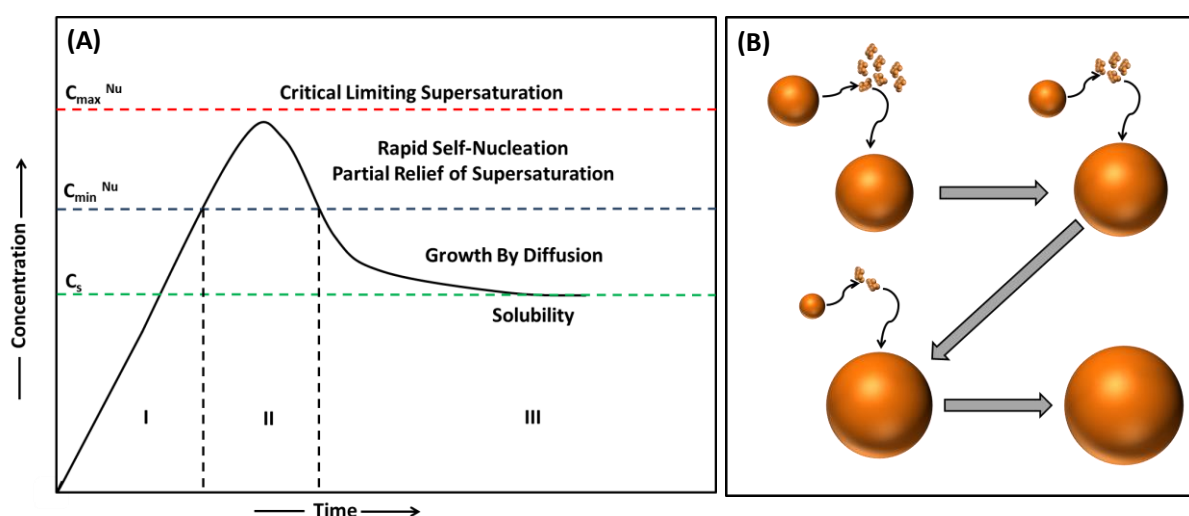 (A)
C_max^Nu
Critical Limiting Supersaturation
Rapid Self-Nucleation
Partial Relief of Supersaturation
C_min^Nu
Growth By Diffusion
C_s
Solubility
Concentration
I
II
III
Time
(B)